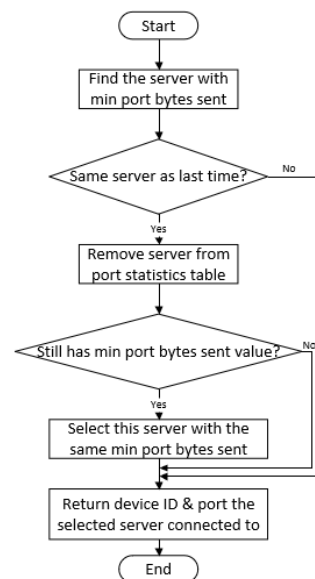 Start
Find the server with
min port bytes sent
Same server as last time?
No
Yes
Remove server from
port statistics table
Still has min port bytes sent value?
No
Yes
Select this server with the
same min port bytes sent
Return device ID & port the
selected server connected to
End